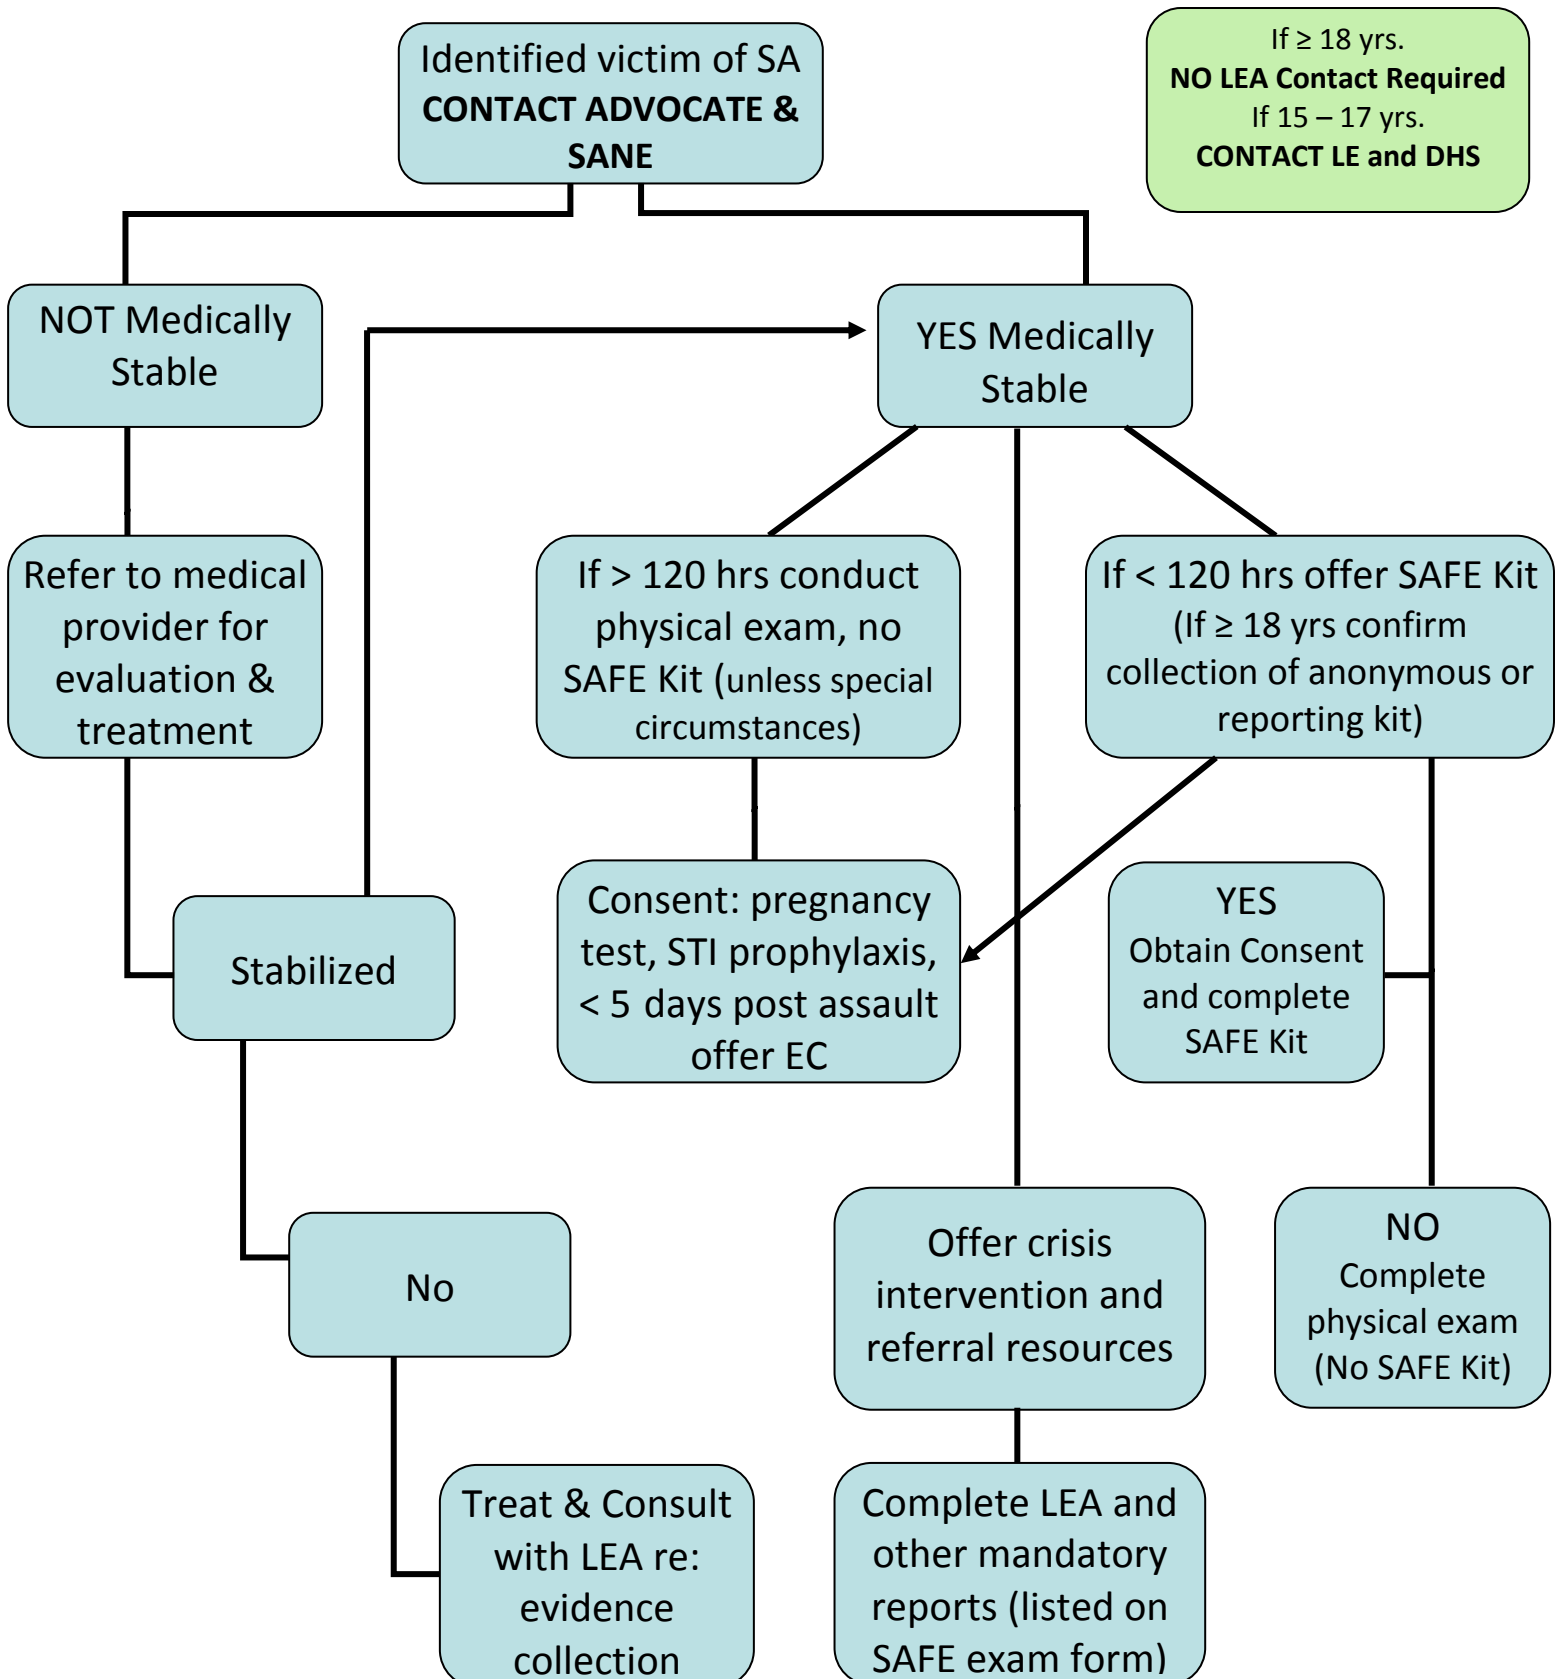 Identified victim of SA
CONTACT ADVOCATE &
SANE
If ≥ 18 yrs.
NO LEA Contact Required
If 15 – 17 yrs.
CONTACT LE and DHS
NOT Medically
Stable
YES Medically
Stable
Refer to medical
provider for
evaluation &
treatment
If > 120 hrs conduct
physical exam, no
SAFE Kit (unless special
circumstances)
If < 120 hrs offer SAFE Kit
(If ≥ 18 yrs confirm
collection of anonymous or
reporting kit)
Stabilized
Consent: pregnancy
test, STI prophylaxis,
< 5 days post assault
offer EC
YES
Obtain Consent
and complete
SAFE Kit
No
Offer crisis
intervention and
referral resources
NO
Complete
physical exam
(No SAFE Kit)
Treat & Consult
with LEA re:
evidence
collection
Complete LEA and
other mandatory
reports (listed on
SAFE exam form)